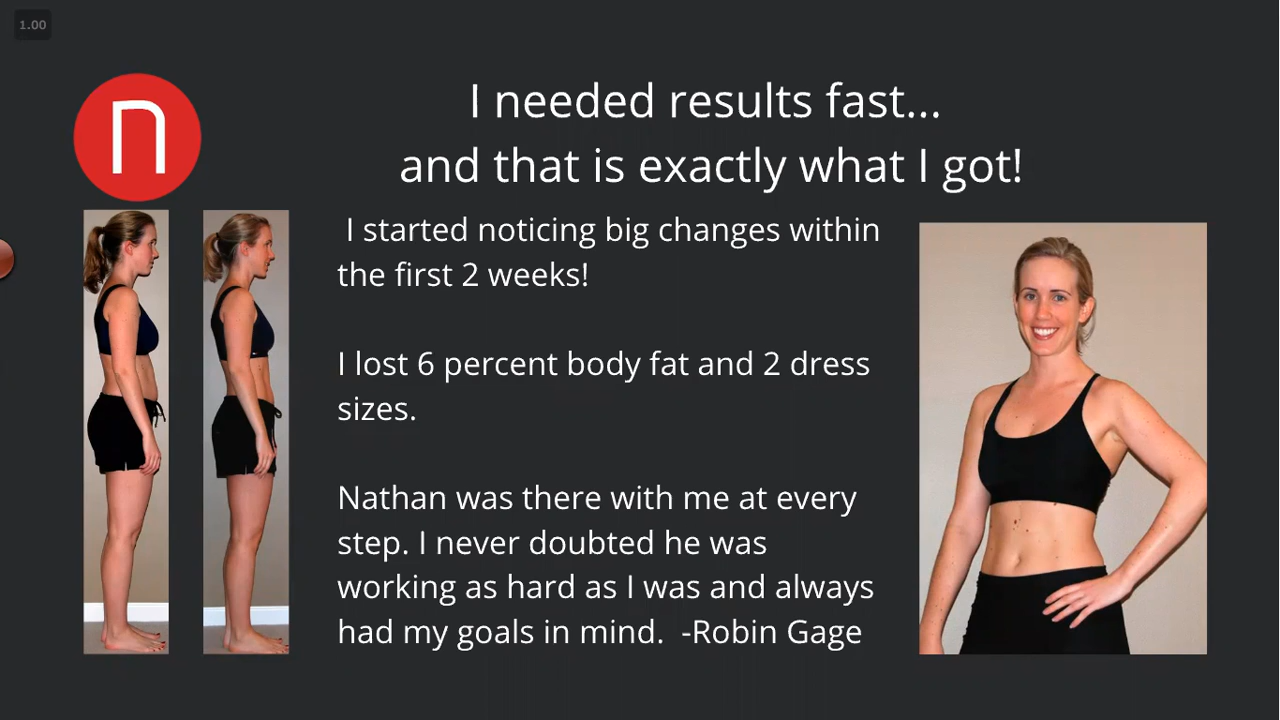 1.00
n
I needed results fast...
and that is exactly what I got!
I started noticing big changes within
the first 2 weeks!
I lost 6 percent body fat and 2 dress
sizes.
Nathan was there with me at every
step. I never doubted he was
working as hard as I was and always
had my goals in mind.  -Robin Gage